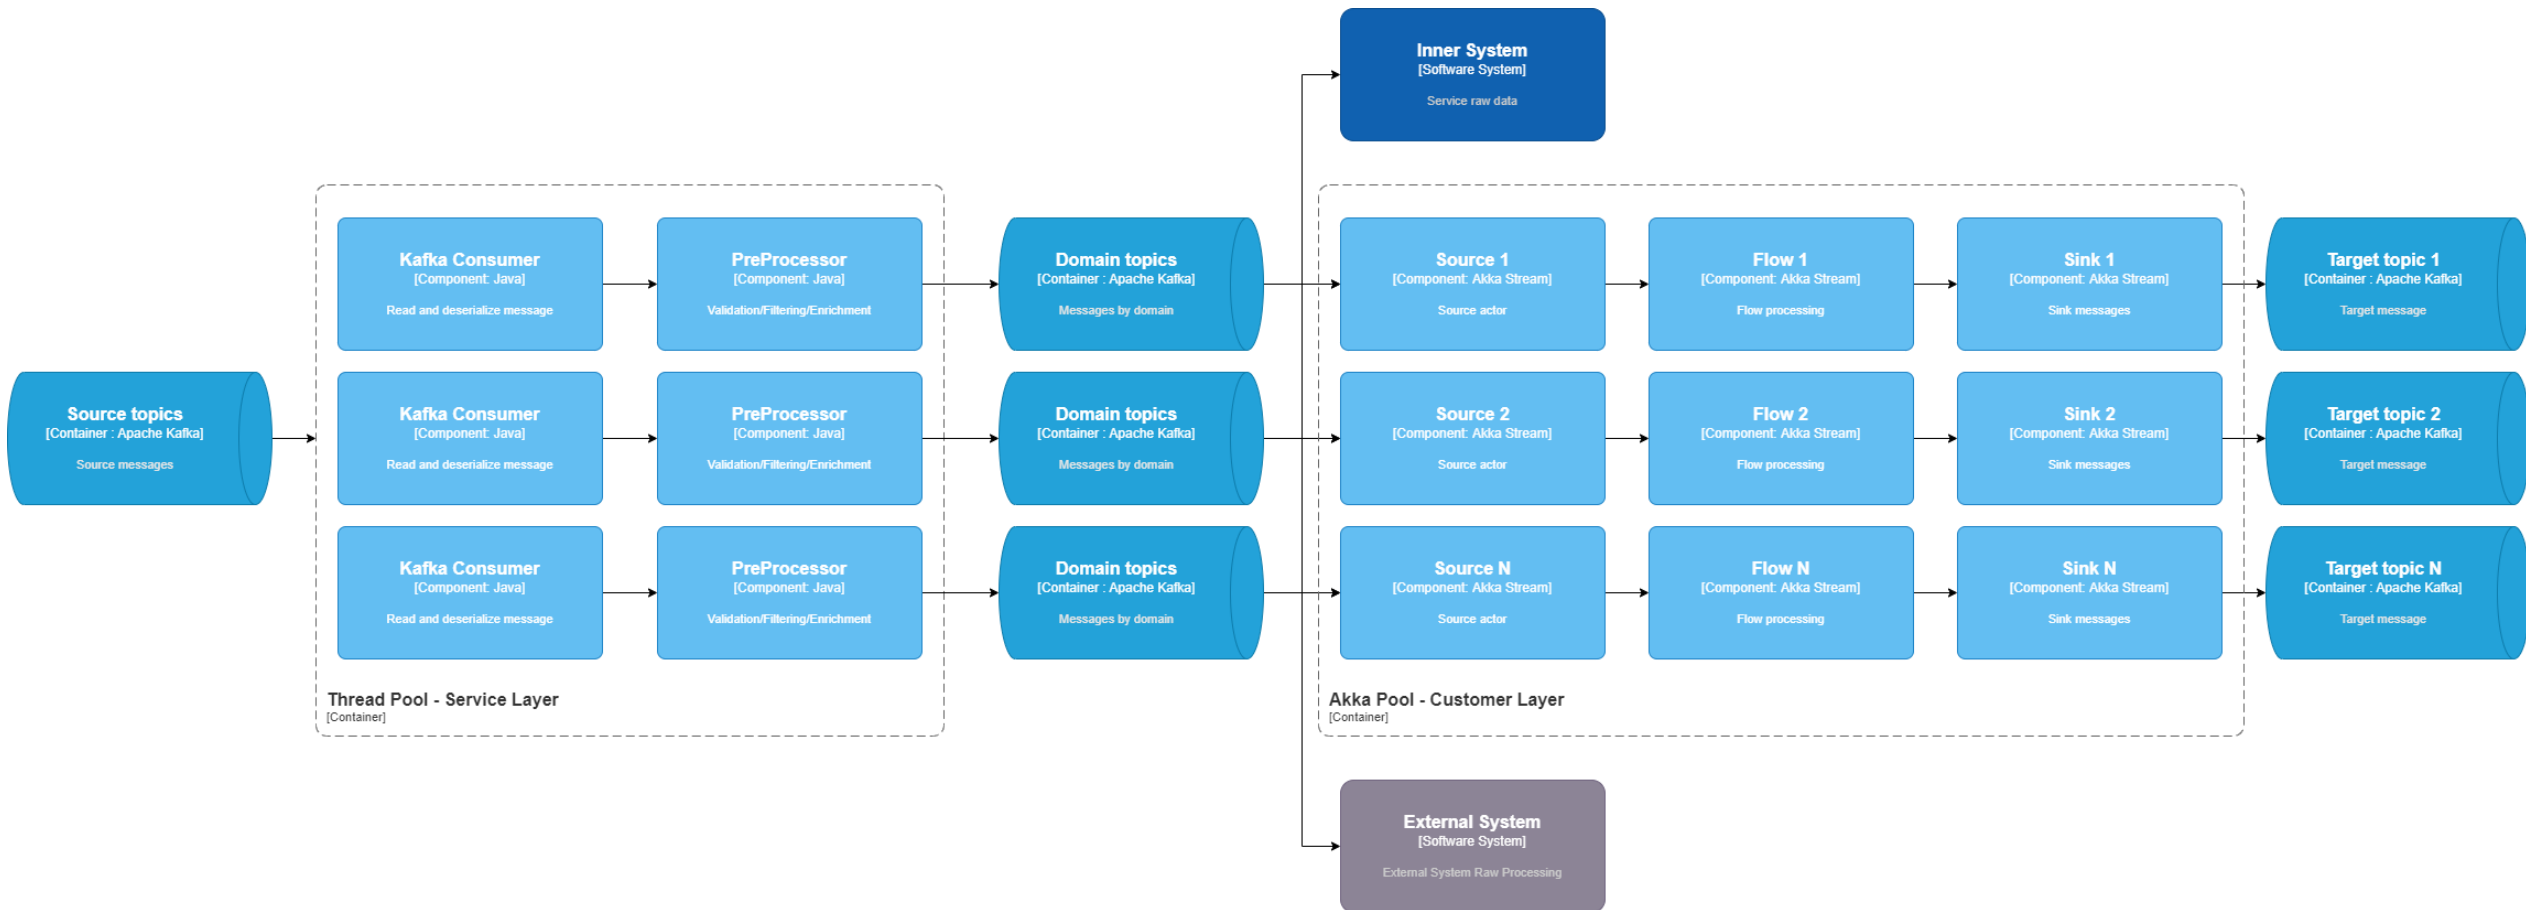 Inner System
[Software System]
Service raw data
Kafka Consumer
[Component: Java]
Read and deserialize message
PreProcessor
[Component: Java]
Validation/Filtering/Enrichment
Domain topics
[Container : Apache Kafka]
Messages by domain
Source 1
[Component: Akka Stream]
Source actor
Flow 1
[Component: Akka Stream]
Flow processing
Sink 1
[Component: Akka Stream]
Sink messages
Target topic 1
[Container : Apache Kafka]
Target message
Source topics
[Container : Apache Kafka]
Source messages
Kafka Consumer
[Component: Java]
Read and deserialize message
PreProcessor
[Component: Java]
Validation/Filtering/Enrichment
Domain topics
[Container : Apache Kafka]
Messages by domain
Source 2
[Component: Akka Stream]
Source actor
Flow 2
[Component: Akka Stream]
Flow processing
Sink 2
[Component: Akka Stream]
Sink messages
Target topic 2
[Container : Apache Kafka]
Target message
Kafka Consumer
[Component: Java]
Read and deserialize message
PreProcessor
[Component: Java]
Validation/Filtering/Enrichment
Domain topics
[Container : Apache Kafka]
Messages by domain
Source N
[Component: Akka Stream]
Source actor
Flow N
[Component: Akka Stream]
Flow processing
Sink N
[Component: Akka Stream]
Sink messages
Target topic N
[Container : Apache Kafka]
Target message
Thread Pool - Service Layer
[Container]
Akka Pool - Customer Layer
[Container]
External System
[Software System]
External System Raw Processing